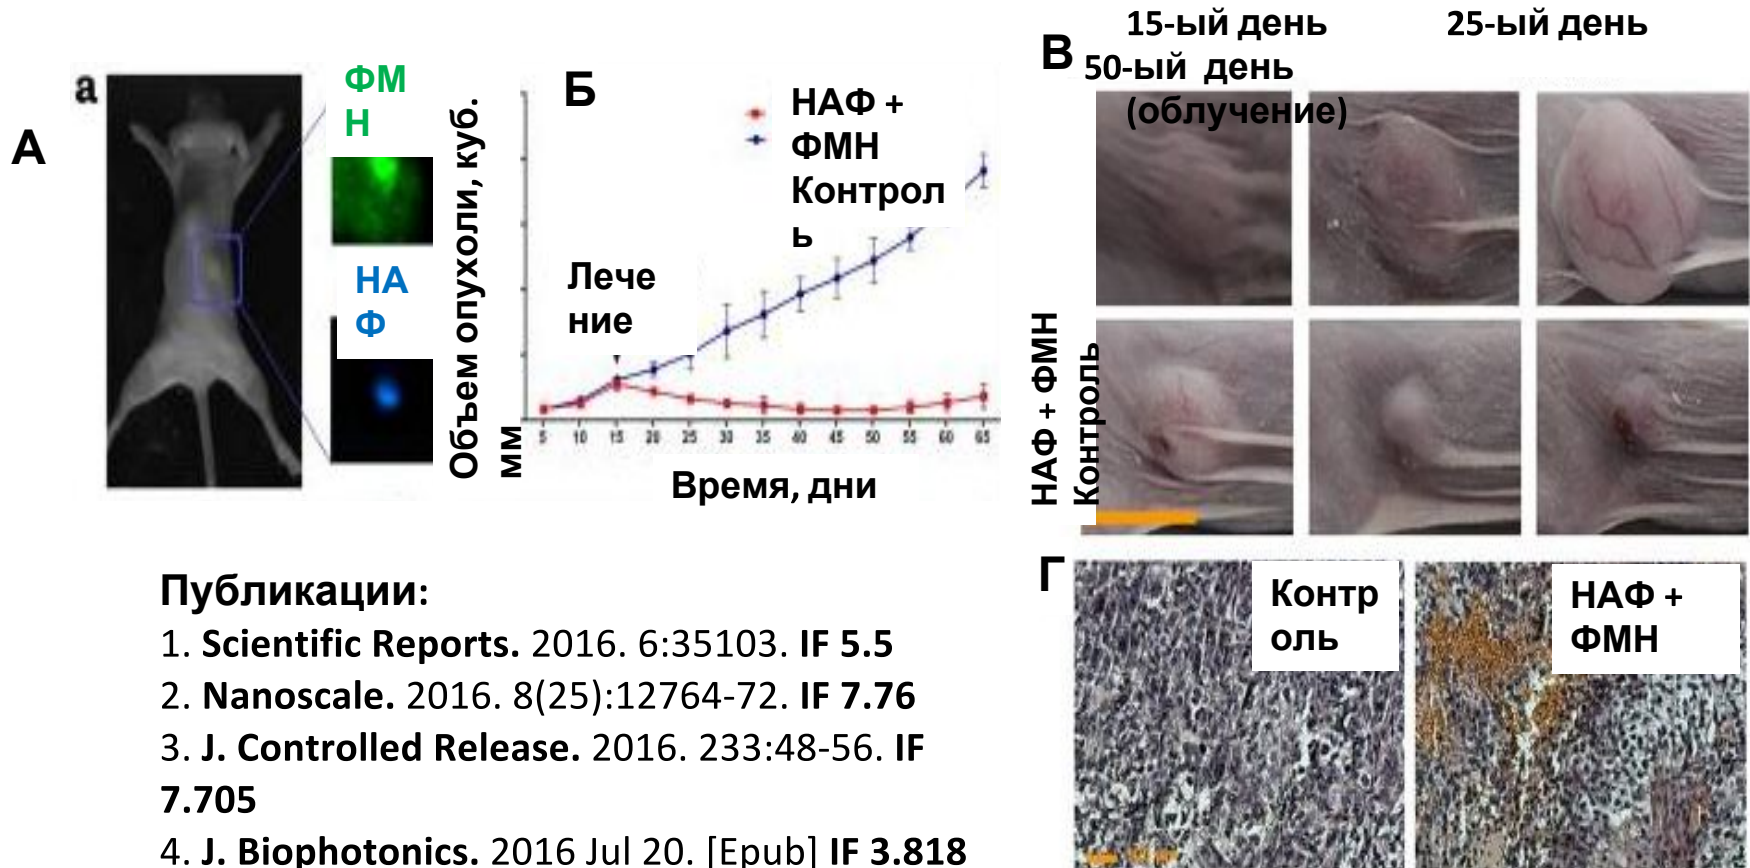 15-ый день 25-ый день
В
50-ый день
(облучение)
а
А
ФМ
Н
НА
Ф
Объем опухоли, куб.
мм
Б
НАФ +
ФМН
Контрол
ь
Лече
ние
5 10 15 20 25 30 35 40 45 50 55 60 65
Время, дни
НАФ + ФМН
Контроль
Г
Контр
оль
НАФ +
ФМН
Публикации:
1. Scientific Reports. 2016. 6:35103. IF 5.5
2. Nanoscale. 2016. 8(25):12764-72. IF 7.76
3. J. Controlled Release. 2016. 233:48-56. IF
7.705
4. J. Biophotonics. 2016 Jul 20. [Epub] IF 3.818